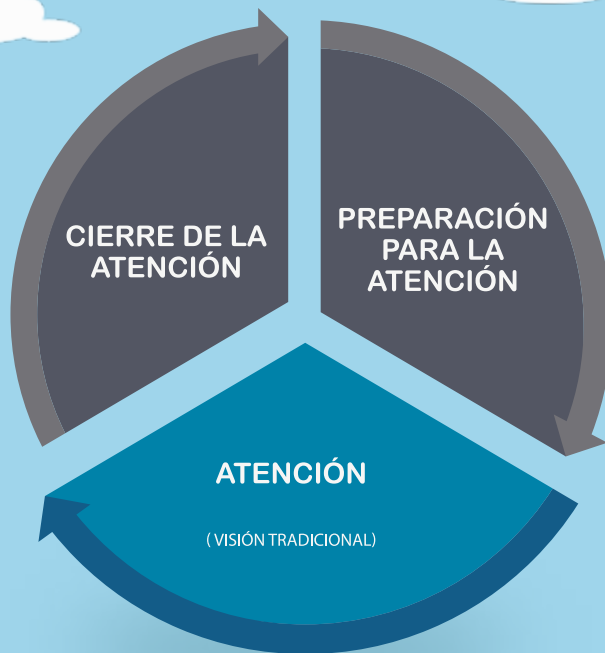 CIERRE DE LA
ATENCIÓN
PREPARACIÓN
PARA LA
ATENCIÓN
ATENCIÓN
( VISIÓN TRADICIONAL)